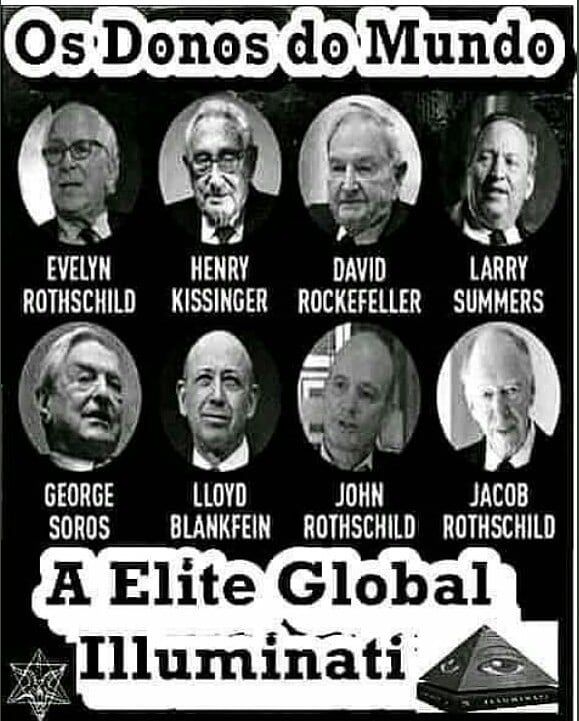 Os Donos do Mundo
EVELYN ROTHSCHILD
HENRY KISSINGER
DAVID ROCKEFELLER
LARRY SUMMERS
GEORGE SOROS
LLOYD BLANKFEIN
JOHN ROTHSCHILD
JACOB ROTHSCHILD
A Elite Global
Illuminati
ILLUMINATI